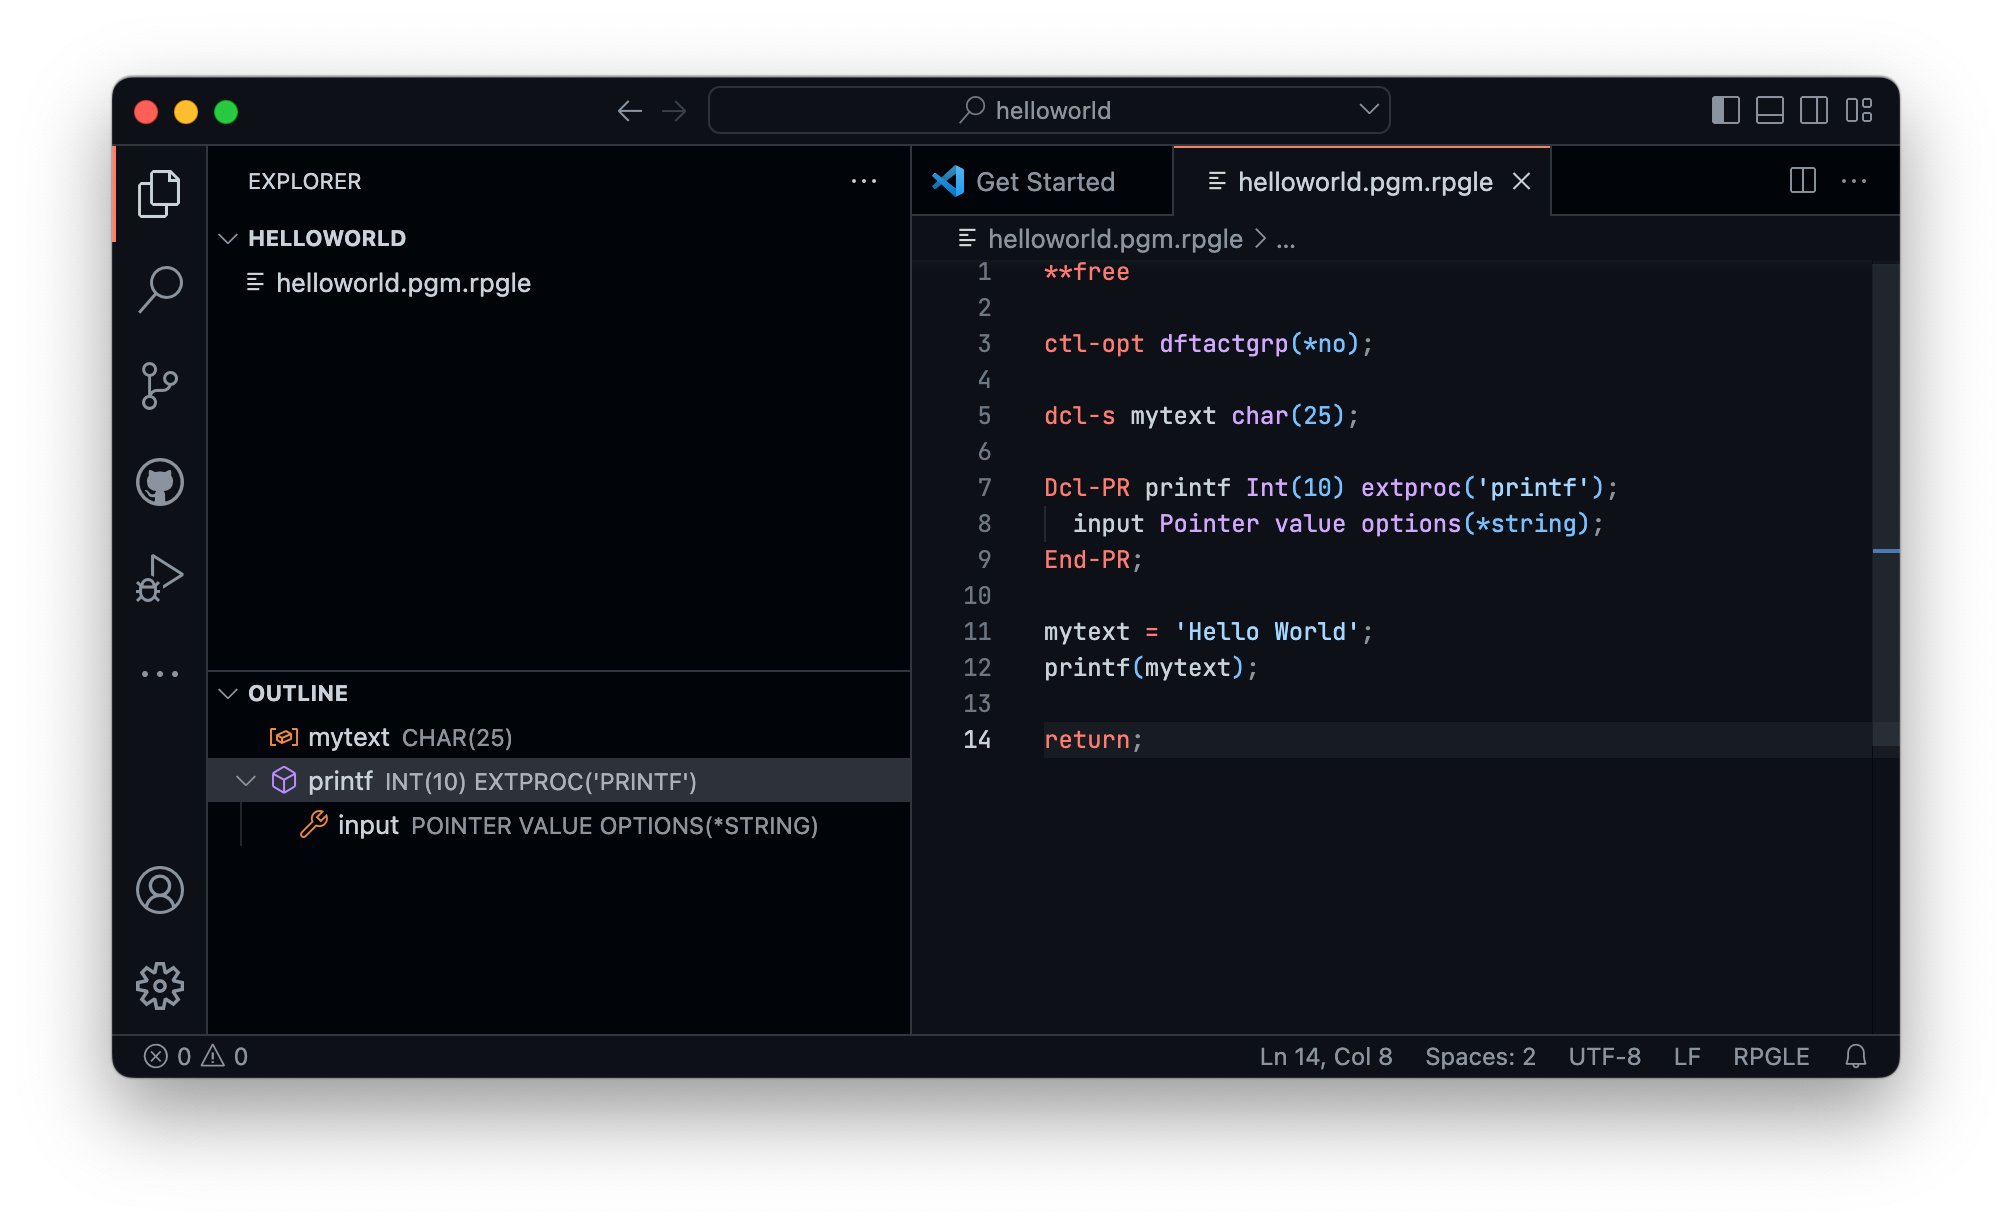 helloworld
EXPLORER
HELLOWORLD
helloworld.pgm.rpgle
OUTLINE
mytext CHAR(25)
printf INT(10) EXTPROC('PRINTF')
input POINTER VALUE OPTIONS(*STRING)
Get Started
helloworld.pgm.rpgle
helloworld.pgm.rpgle > ...
1 **free
2
3 ctl-opt dftactgrp(*no);
4
5 dcl-s mytext char(25);
6
7 Dcl-PR printf Int(10) extproc('printf');
8 input Pointer value options(*string);
9 End-PR;
10
11 mytext = 'Hello World';
12 printf(mytext);
13
14 return;
0 0
Ln 14, Col 8 Spaces: 2 UTF-8 LF RPGLE